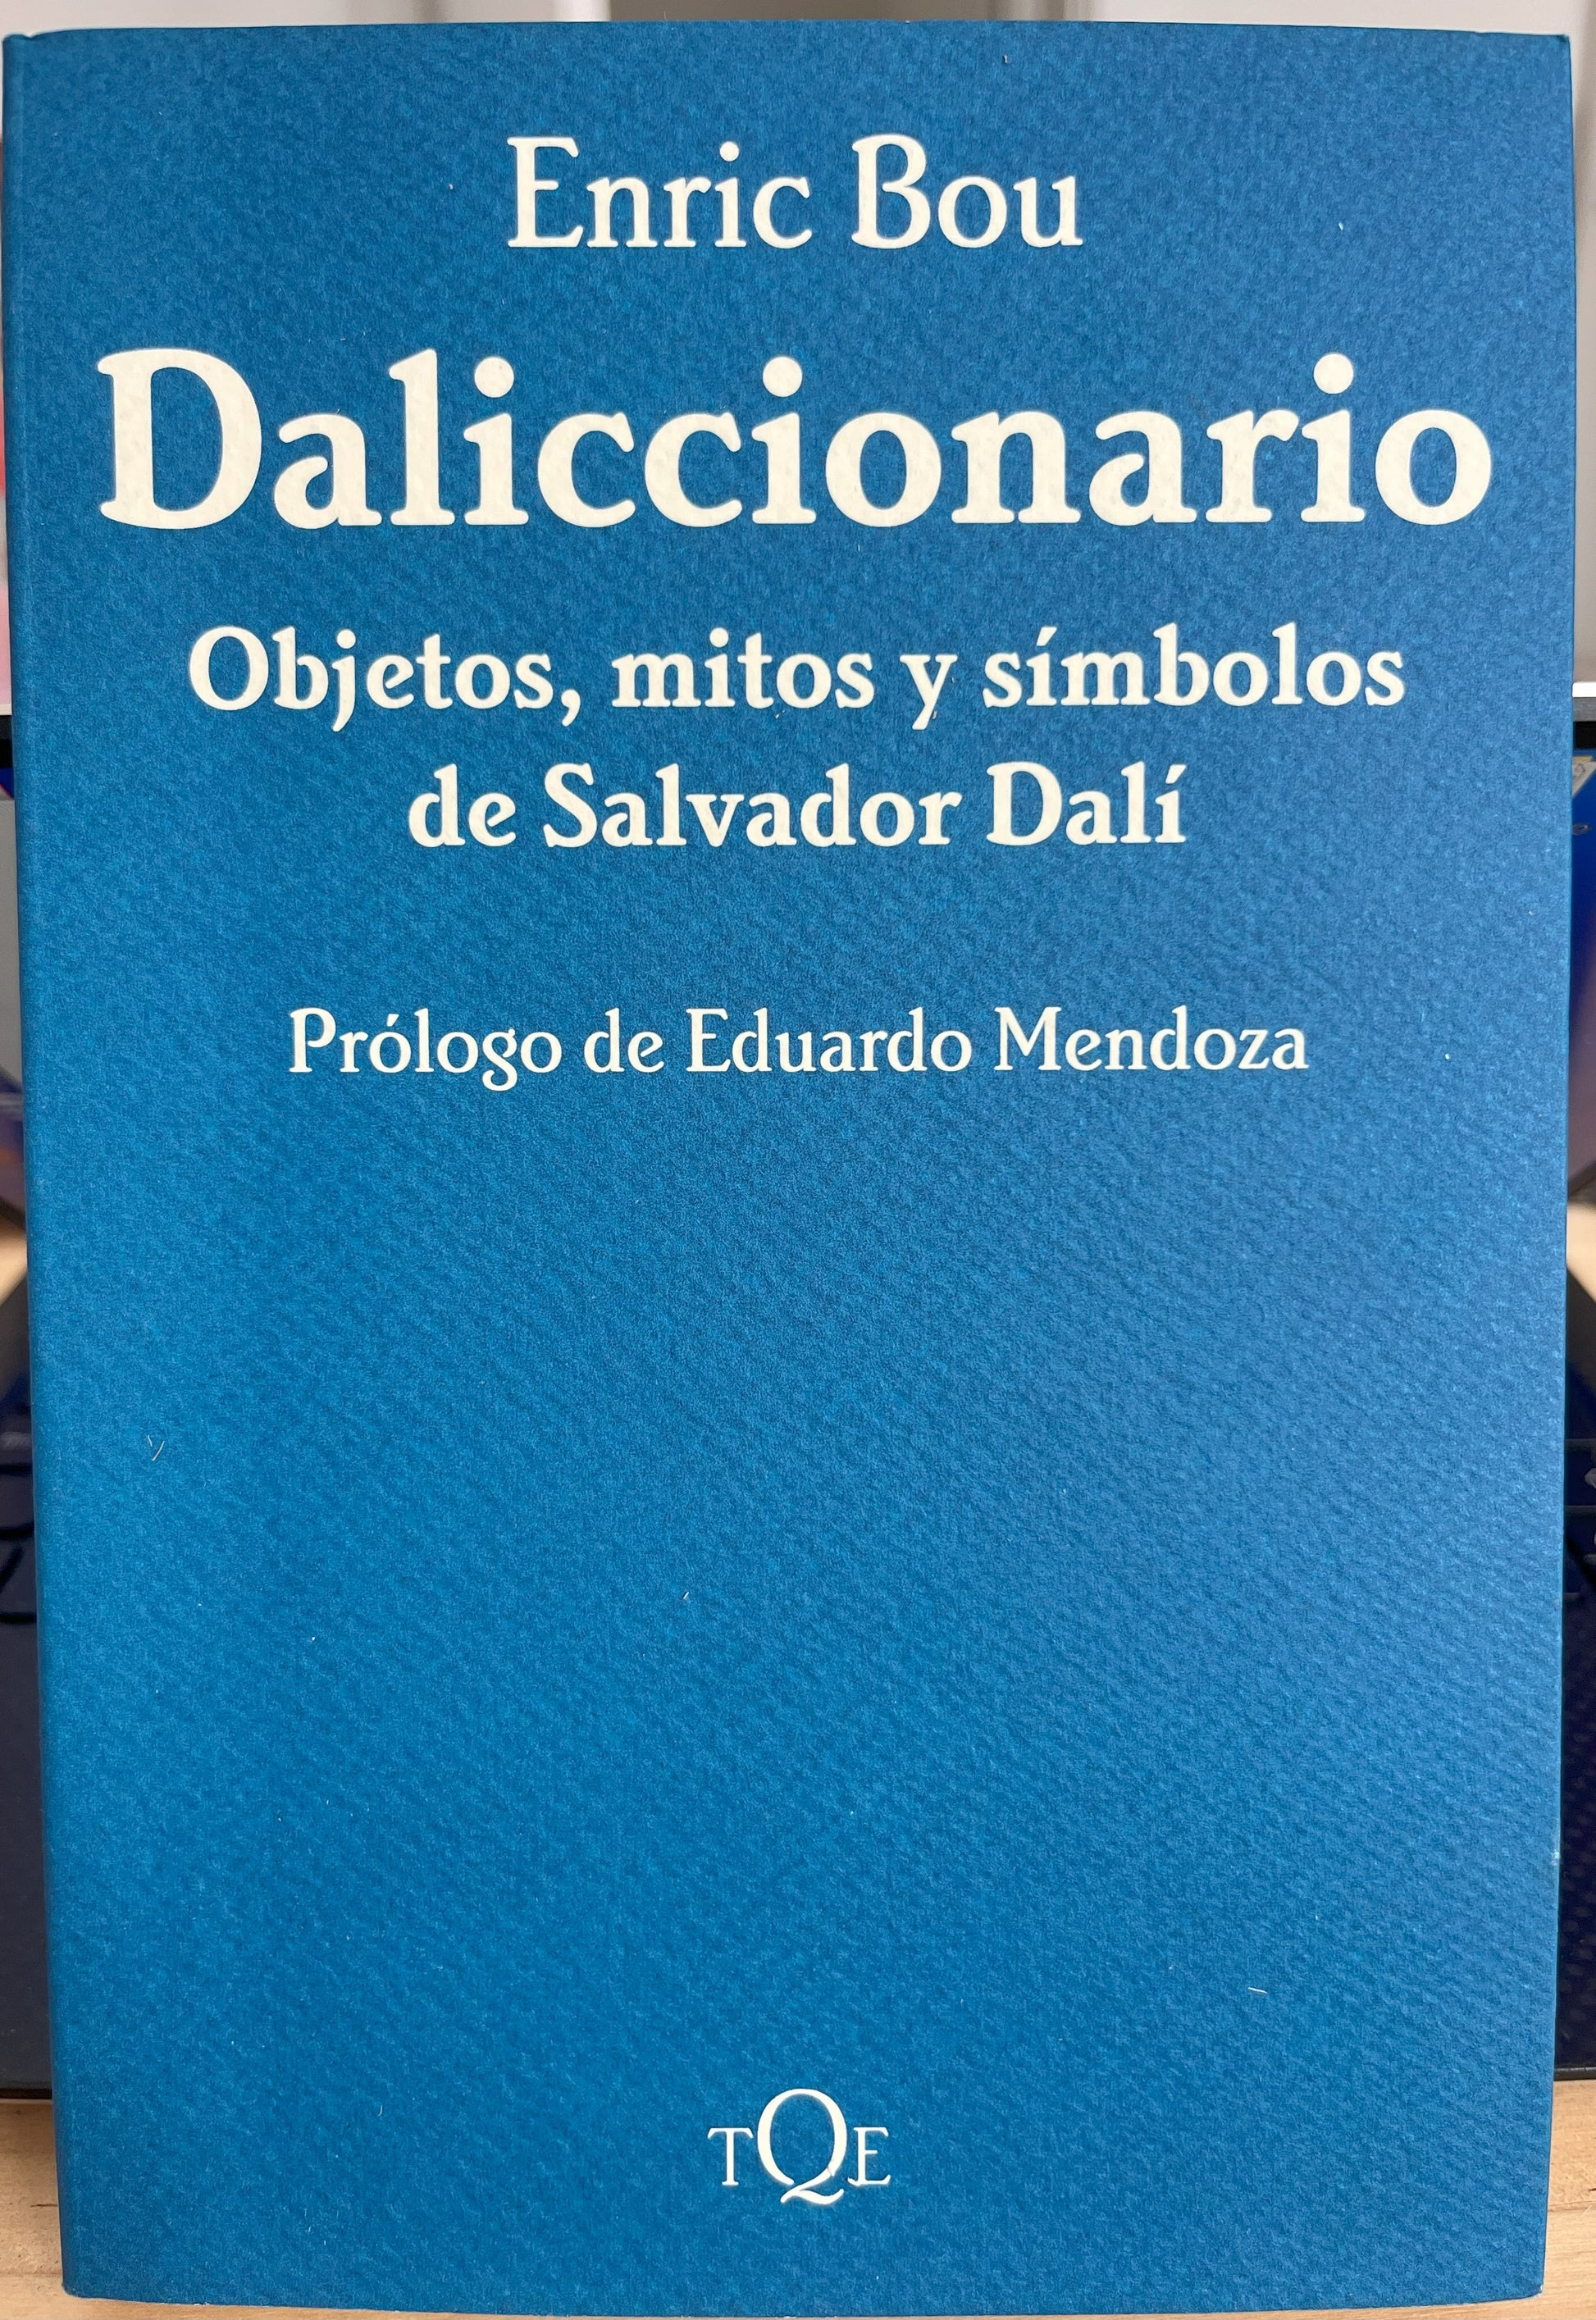 Enric Bou
Daliccionario
Objetos, mitos y símbolos
de Salvador Dalí
Prólogo de Eduardo Mendoza
TQE